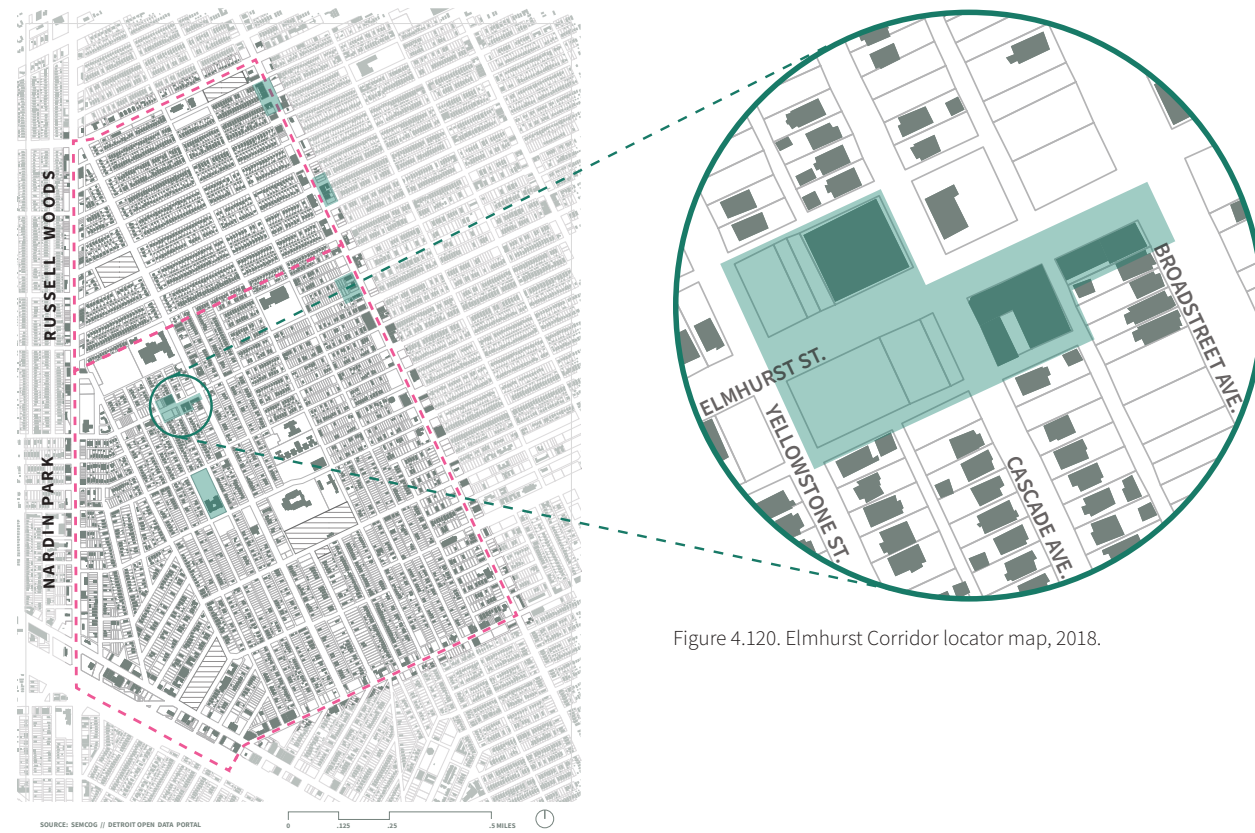 RUSSELL WOODS
NARDIN PARK
ELMHURST ST.
YELLOWSTONE ST.
CASCADE AVE.
BROADSTREET AVE.
Figure 4.120. Elmhurst Corridor locator map, 2018.
SOURCE: SEMCOG // DETROIT OPEN DATA PORTAL
0 .125 .25 .5 MILES